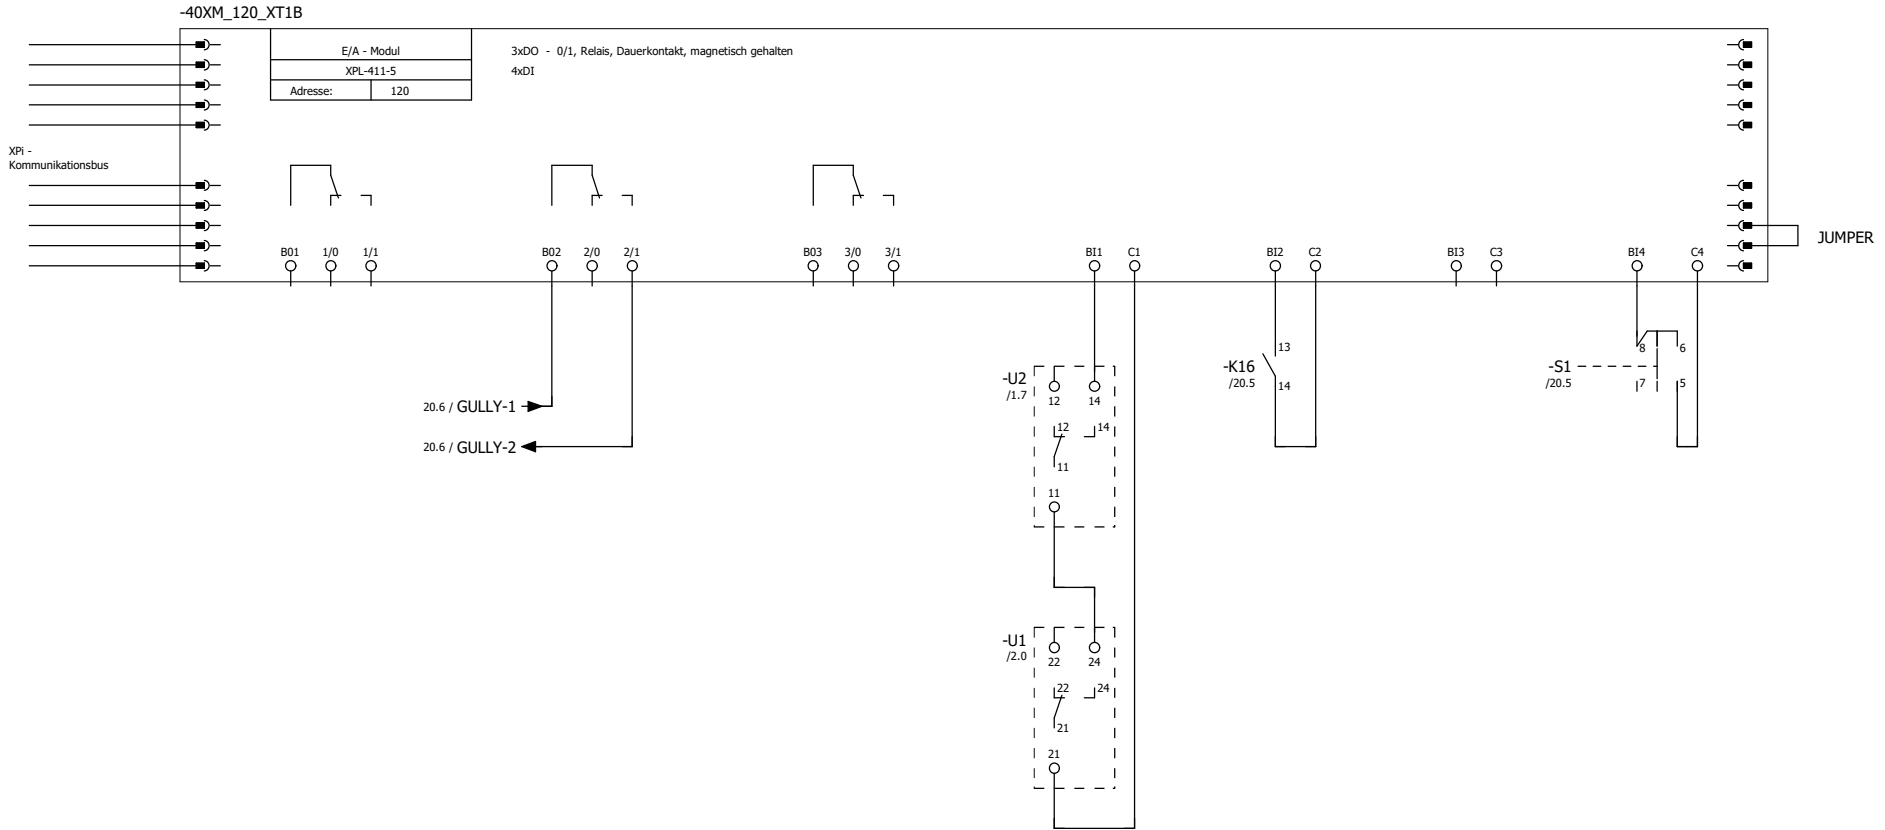 -40XM_120_XT1B
E/A - Modul
XPL-411-5
Adresse: 120
3xDO - 0/1, Relais, Dauerkontakt, magnetisch gehalten
4xDI
XPi -
Kommunikationsbus
B01 1/0 1/1 B02 2/0 2/1 B03 3/0 3/1 BI1 C1 BI2 C2 BI3 C3 BI4 C4
JUMPER
20.6 / GULLY-1
20.6 / GULLY-2
-U2
/1.7
12 14
12 14
11
11
-U1
/2.0
22 24
22 24
21
21
-K16
/20.5
13
14
-S1
/20.5
8 6
7 5